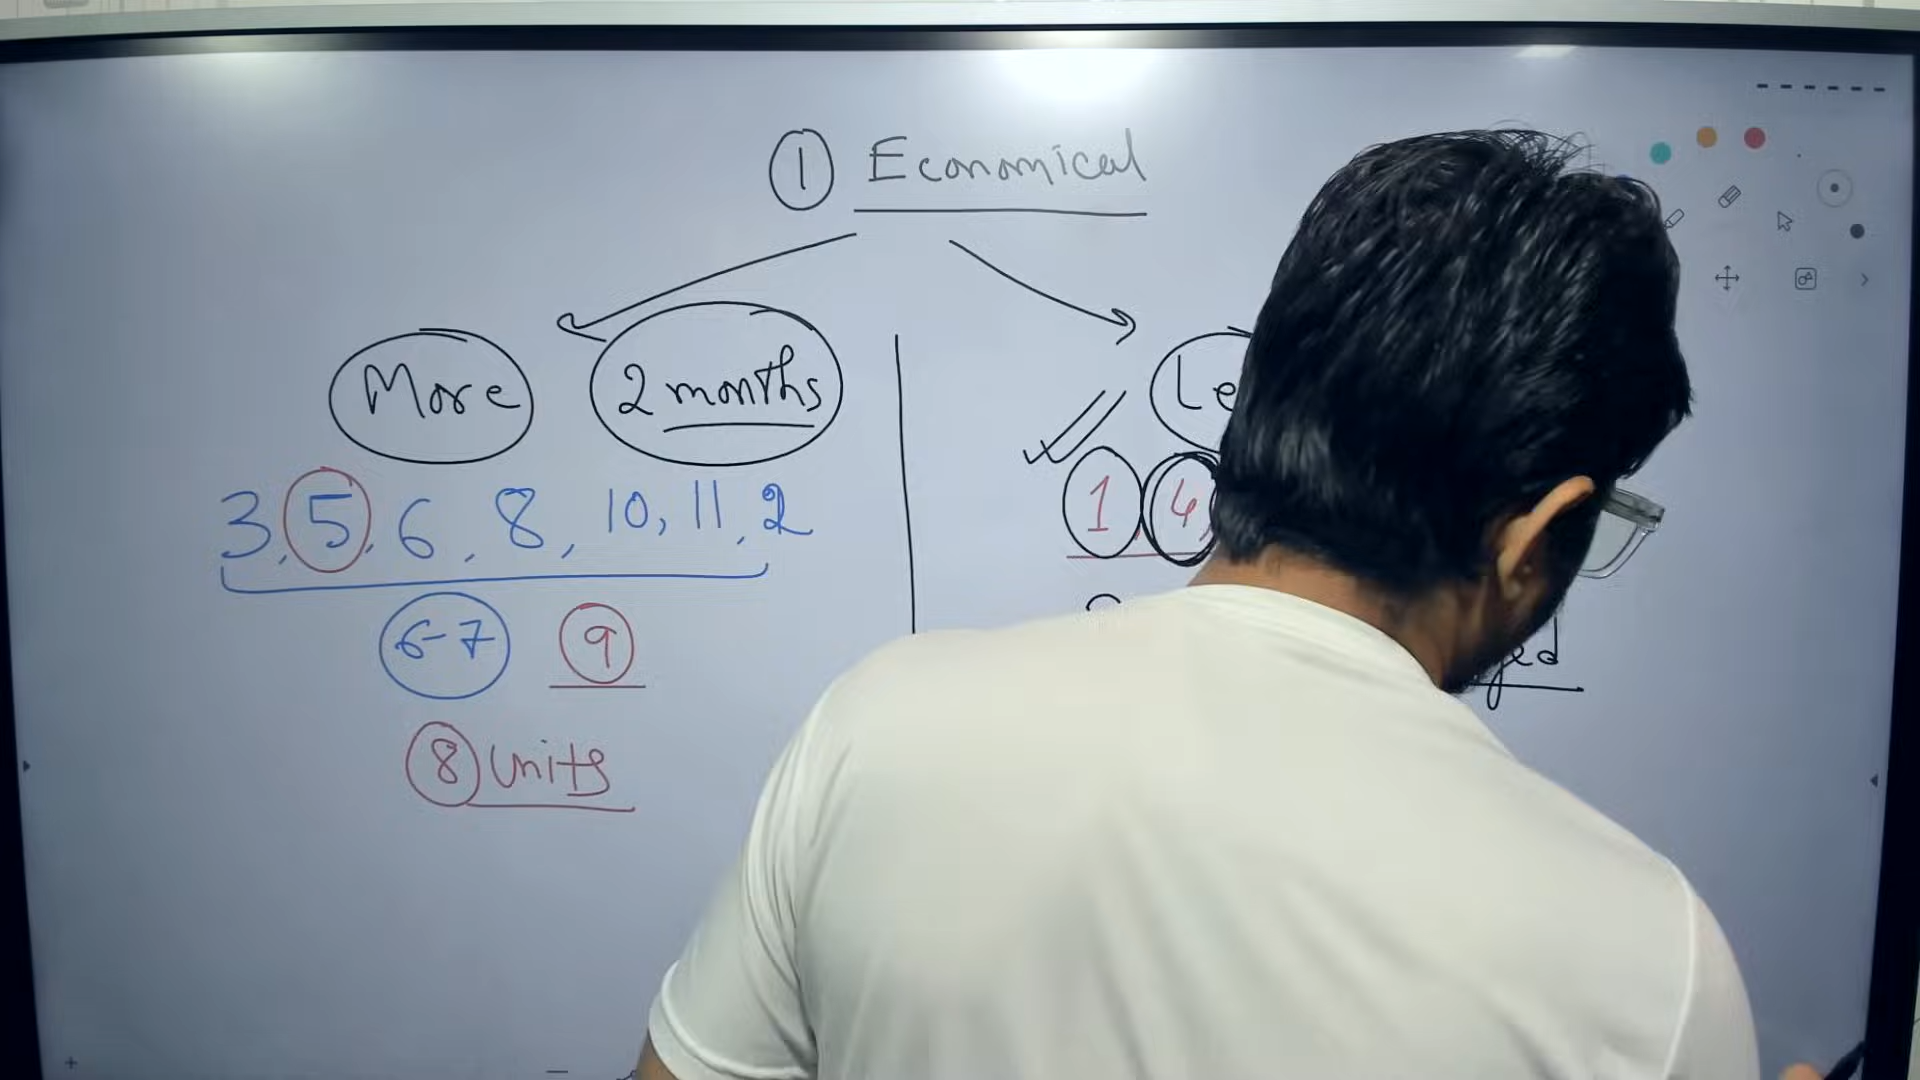 1 Economical
More 2 months
3, 5, 6, 8, 10, 11, 2
6-7 9
8 Units
1, 4,